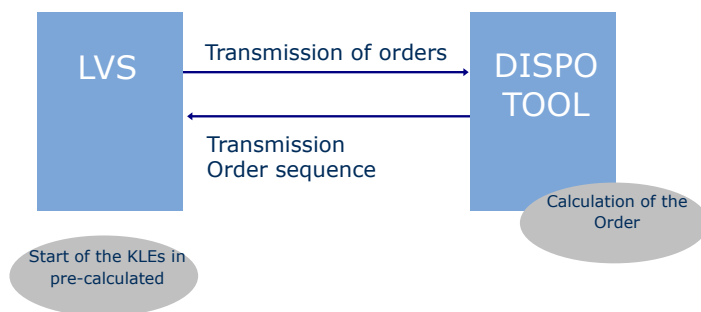 LVS
Transmission of orders
DISPO
TOOL
Transmission
Order sequence
Calculation of the
Order
Start of the KLEs in
pre-calculated